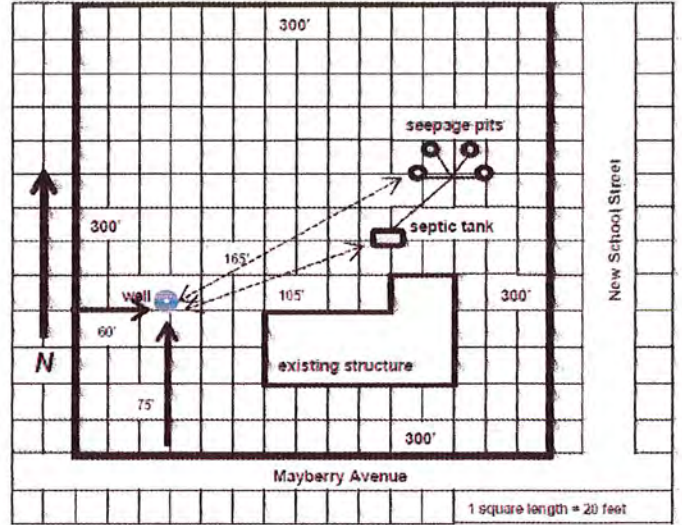 300'
seepage pits
New School Street
300'
septic tank
165'
well
105'
300'
60'
N
existing structure
75'
300'
Mayberry Avenue
1 square length = 20 feet